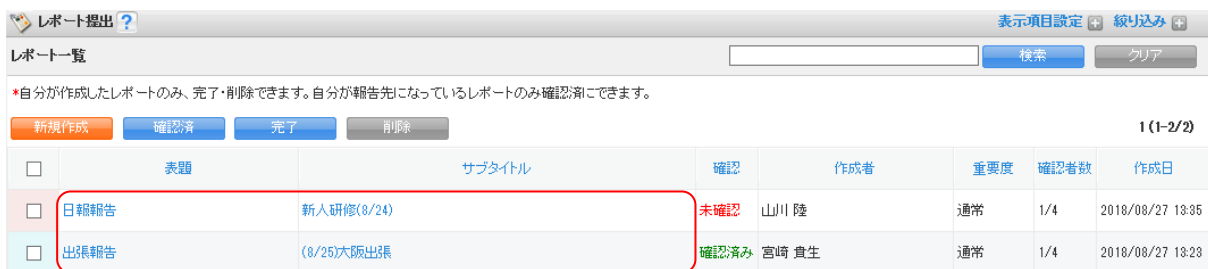 レポート提出 ? 表示項目設定 + 絞り込み +
レポート一覧 検索 クリア
*自分が作成したレポートのみ、完了・削除できます。自分が報告先になっているレポートのみ確認済にできます。
新規作成 確認済 完了 削除 1 (1-2/2)
表題 サブタイトル 確認 作成者 重要度 確認者数 作成日
日報報告 新人研修(8/24) 未確認 山川 陸 通常 1/4 2018/08/27 13:35
出張報告 (8/25)大阪出張 確認済み 宮崎 貴生 通常 1/4 2018/08/27 13:23